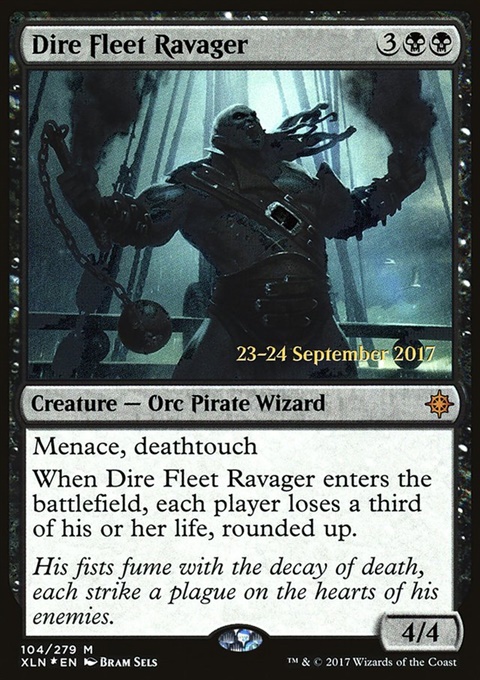 Dire Fleet Ravager 3
23–24 September 2017
Creature — Orc Pirate Wizard
Menace, deathtouch
When Dire Fleet Ravager enters the
battlefield, each player loses a third
of his or her life, rounded up.
His fists fume with the decay of death,
each strike a plague on the hearts of his
enemies.
4/4
104/279 M
XLN ★ EN Bram Sels
™ & © 2017 Wizards of the Coast